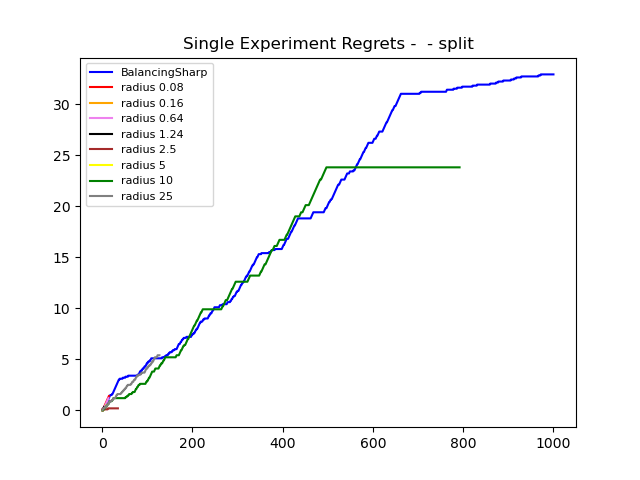 Single Experiment Regrets -  - split
BalancingSharp
radius 0.08
radius 0.16
radius 0.64
radius 1.24
radius 2.5
radius 5
radius 10
radius 25
30
25
20
15
10
5
0
0 200 400 600 800 1000